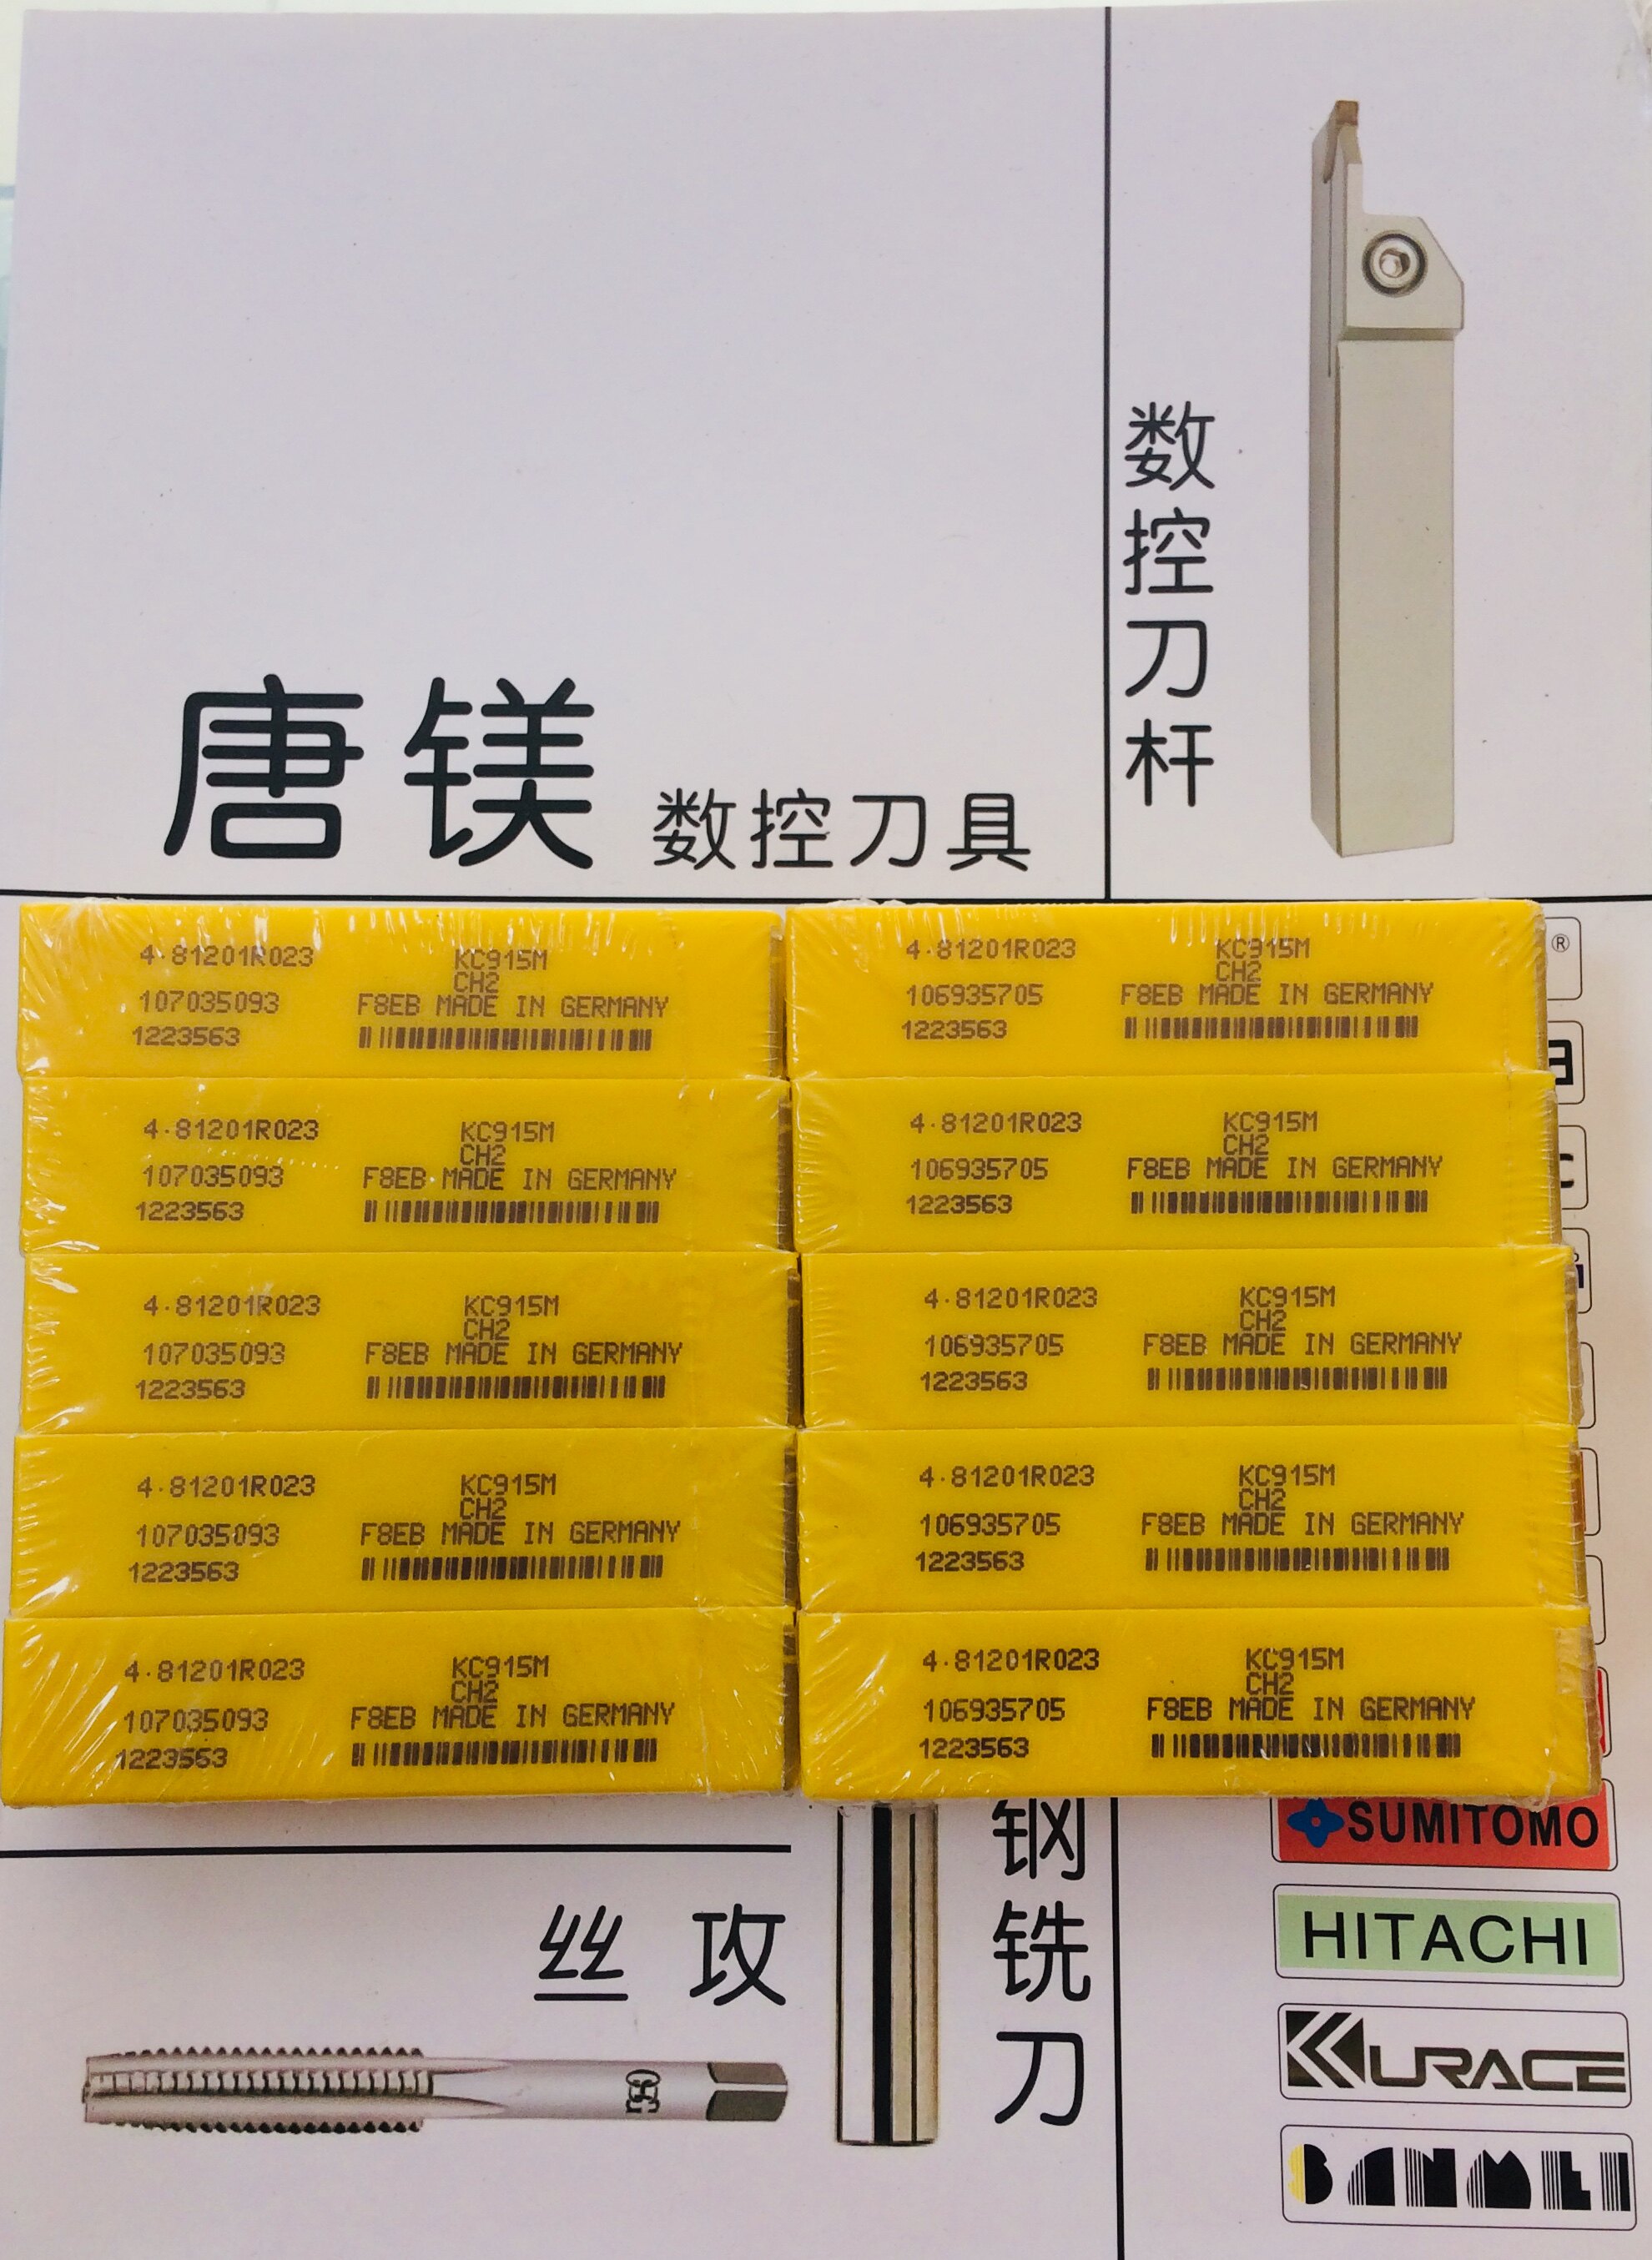 数控刀杆
唐镁 数控刀具
4.81201R023
KC915M
CH2
107035093
F8EB MADE IN GERMANY
1223563
4.81201R023
KC915M
CH2
106935705
F8EB MADE IN GERMANY
1223563
®
4.81201R023
KC915M
CH2
107035093
F8EB MADE IN GERMANY
1223563
4.81201R023
KC915M
CH2
106935705
F8EB MADE IN GERMANY
1223563
4.81201R023
KC915M
CH2
107035093
F8EB MADE IN GERMANY
1223563
4.81201R023
KC915M
CH2
106935705
F8EB MADE IN GERMANY
1223563
4.81201R023
KC915M
CH2
107035093
F8EB MADE IN GERMANY
1223563
4.81201R023
KC915M
CH2
106935705
F8EB MADE IN GERMANY
1223563
4.81201R023
KC915M
CH2
107035093
F8EB MADE IN GERMANY
1223563
4.81201R023
KC915M
CH2
106935705
F8EB MADE IN GERMANY
1223563
钢铣刀
丝攻
OSG
SUMITOMO
HITACHI
KURACE
SANMEI